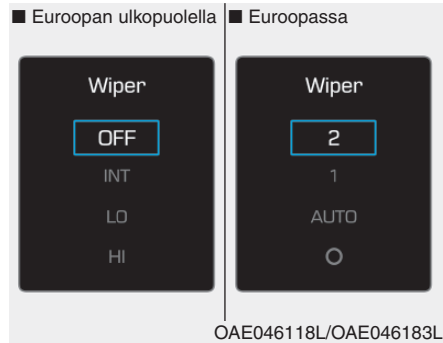 ■ Euroopan ulkopuolella
■ Euroopassa
Wiper
OFF
INT
LO
HI
Wiper
2
1
AUTO
O
OAE046118L/OAE046183L